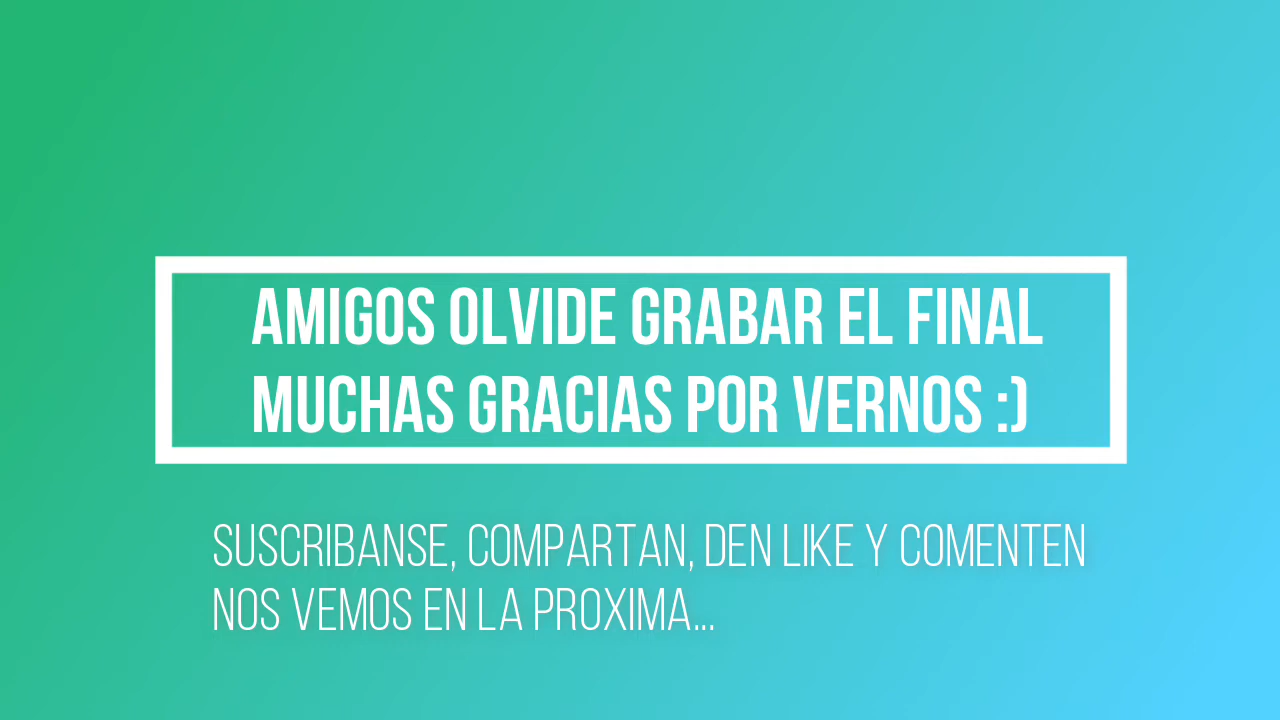 AMIGOS OLVIDE GRABAR EL FINAL
MUCHAS GRACIAS POR VERNOS :)
SUSCRIBANSE, COMPARTAN, DEN LIKE Y COMENTEN
NOS VEMOS EN LA PROXIMA...